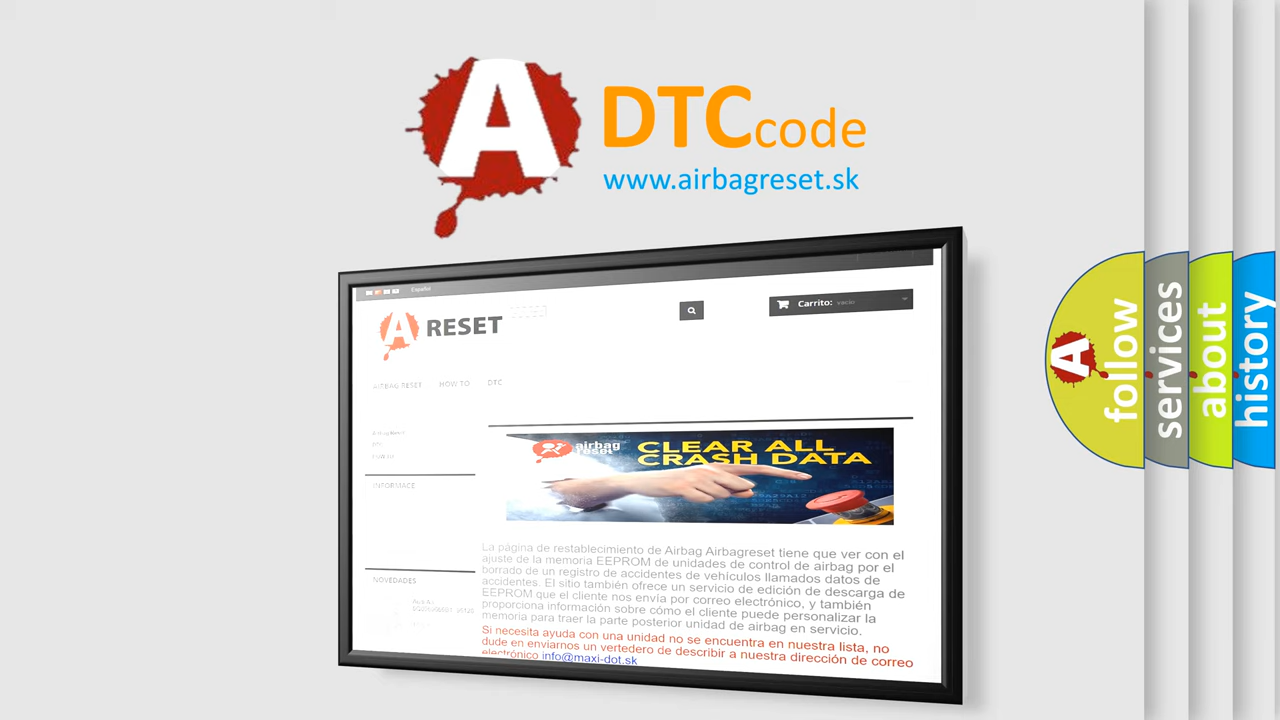 A DTCcode
www.airbagreset.sk
Español
A RESET
Carrito: vacío
AIRBAG RESET HOW TO DTC
INFORMACE
NOVEDADES
airbag
reset
CLEAR ALL
CRASH DATA
La página de restablecimiento de Airbag Airbagreset tiene que ver con el
ajuste de la memoria EEPROM de unidades de control de airbag por el
borrado de un registro de accidentes de vehículos llamados datos de
accidentes. El sitio también ofrece un servicio de edición de descarga de
EEPROM que el cliente nos envía por correo electrónico, y también
proporciona información sobre cómo el cliente puede personalizar la
memoria para traer la parte posterior unidad de airbag en servicio.
Si necesita ayuda con una unidad no se encuentra en nuestra lista, no
dude en enviarnos un vertedero de describir a nuestra dirección de correo
electrónico info@maxi-dot.sk
A
follow
services
about
history